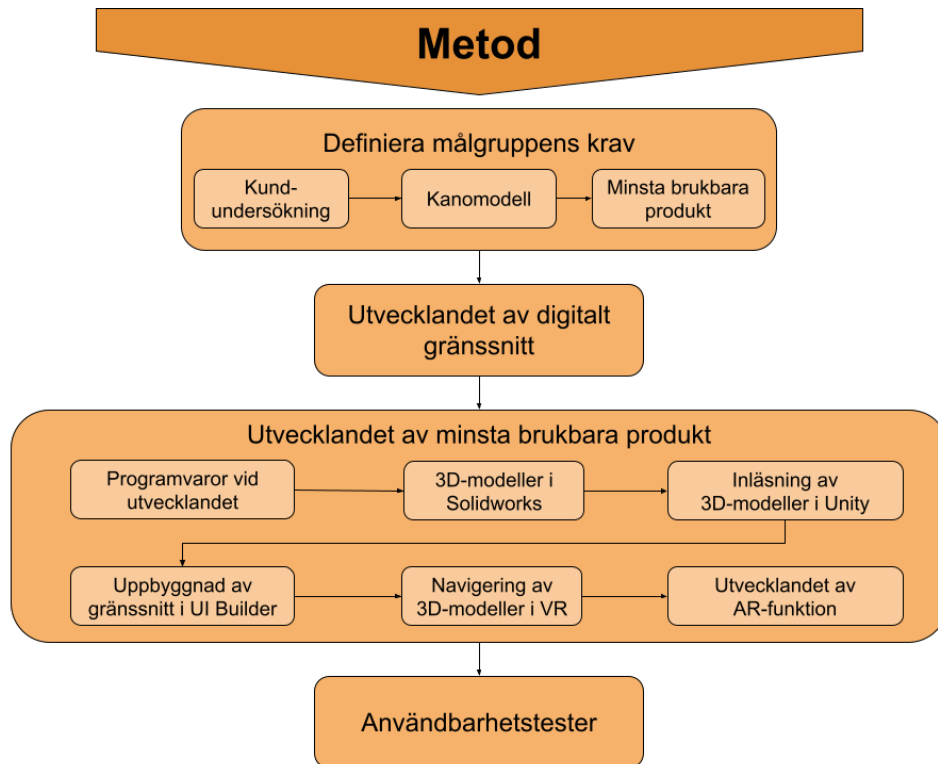 Metod
Definiera målgruppens krav
Kund-
undersökning
Kanomodell
Minsta brukbara
produkt
Utvecklandet av digitalt
gränssnitt
Utvecklandet av minsta brukbara produkt
Programvaror vid
utvecklandet
3D-modeller i
Solidworks
Inläsning av
3D-modeller i Unity
Uppbyggnad av
gränssnitt i UI Builder
Navigering av
3D-modeller i VR
Utvecklandet av
AR-funktion
Användbarhetstester